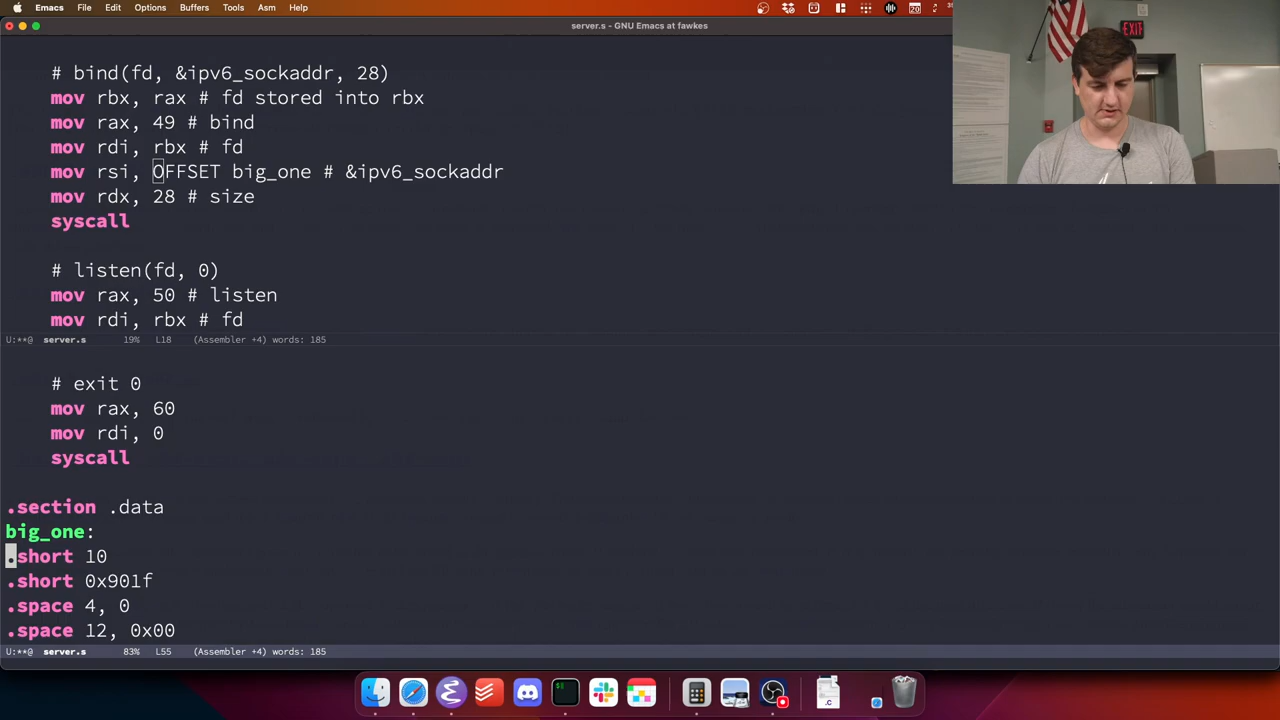 Emacs File Edit Options Buffers Tools Asm Help
20
server.s - GNU Emacs at fawkes
EXIT
# bind(fd, &ipv6_sockaddr, 28)
mov rbx, rax # fd stored into rbx
mov rax, 49 # bind
mov rdi, rbx # fd
mov rsi, OFFSET big_one # &ipv6_sockaddr
mov rdx, 28 # size
syscall
# listen(fd, 0)
mov rax, 50 # listen
mov rdi, rbx # fd
U:**@ server.s 19% L18 (Assembler +4) words: 185
# exit 0
mov rax, 60
mov rdi, 0
syscall
.section .data
big_one:
.short 10
.short 0x901f
.space 4, 0
.space 12, 0x00
U:**@ server.s 83% L55 (Assembler +4) words: 185
.C